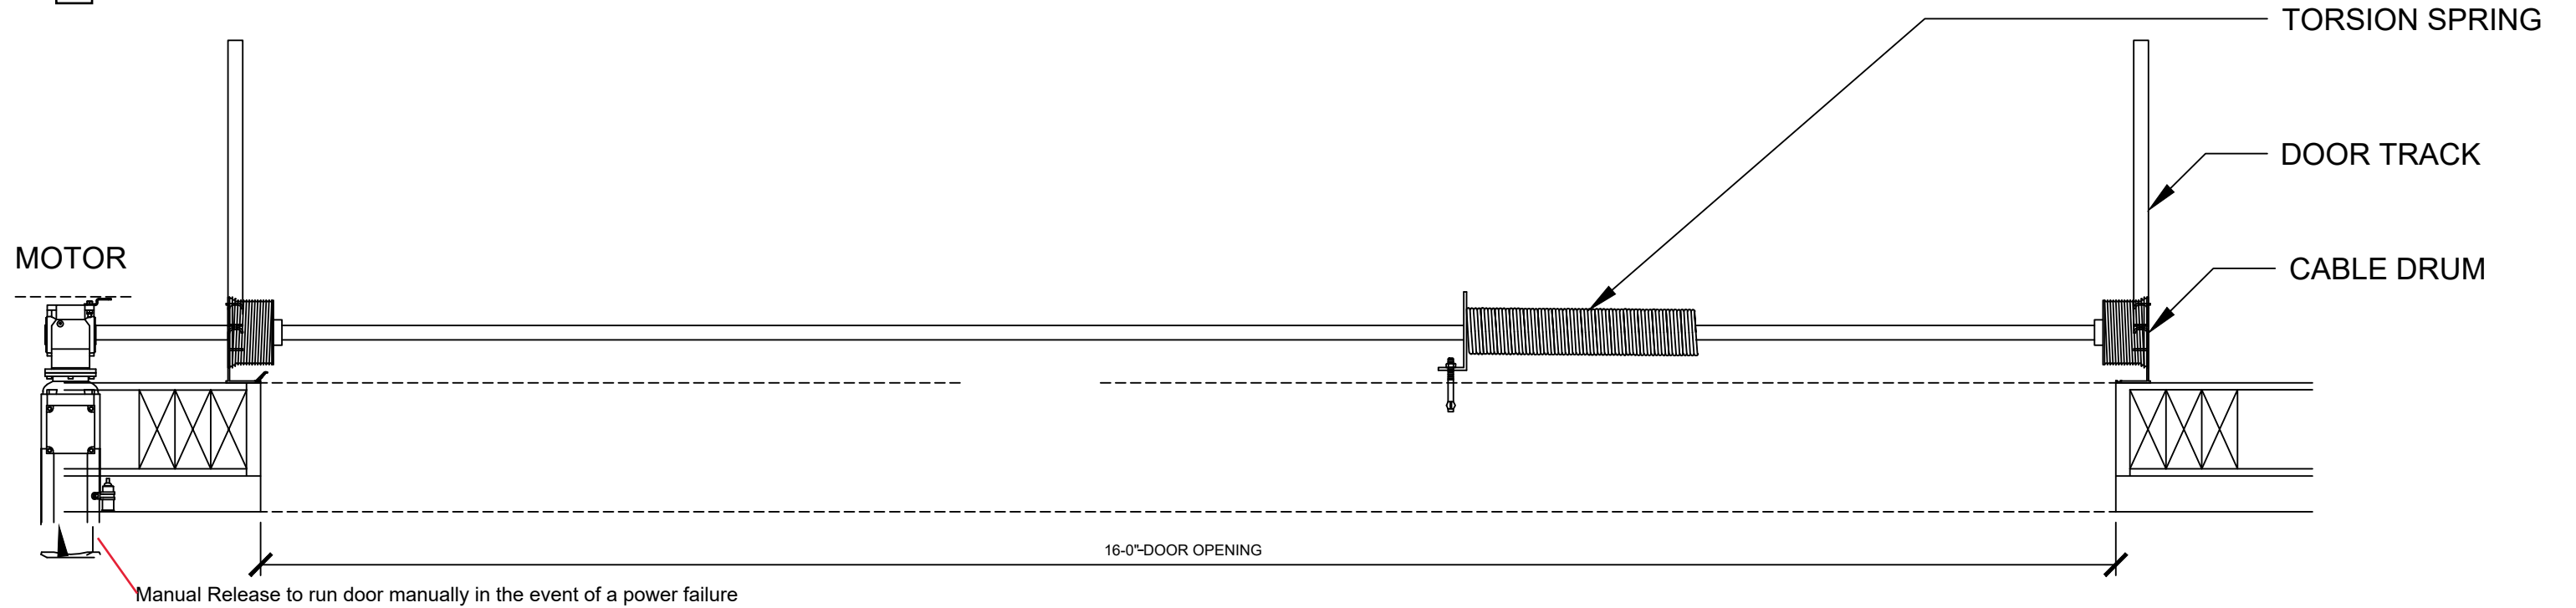 TORSION SPRING
DOOR TRACK
MOTOR
CABLE DRUM
16-0" DOOR OPENING
Manual Release to run door manually in the event of a power failure